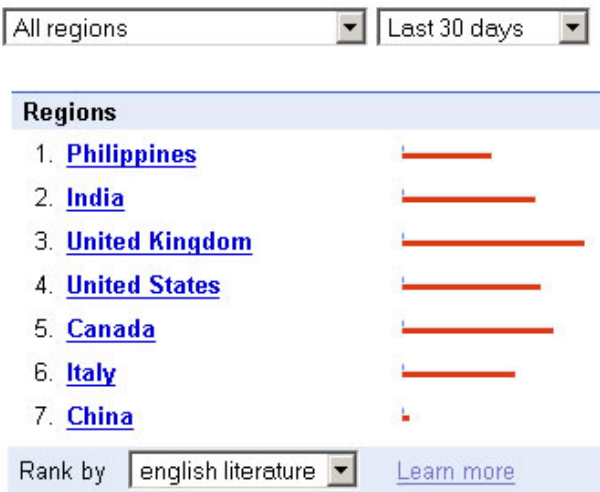 All regions Last 30 days
Regions
1. Philippines
2. India
3. United Kingdom
4. United States
5. Canada
6. Italy
7. China
Rank by english literature Learn more